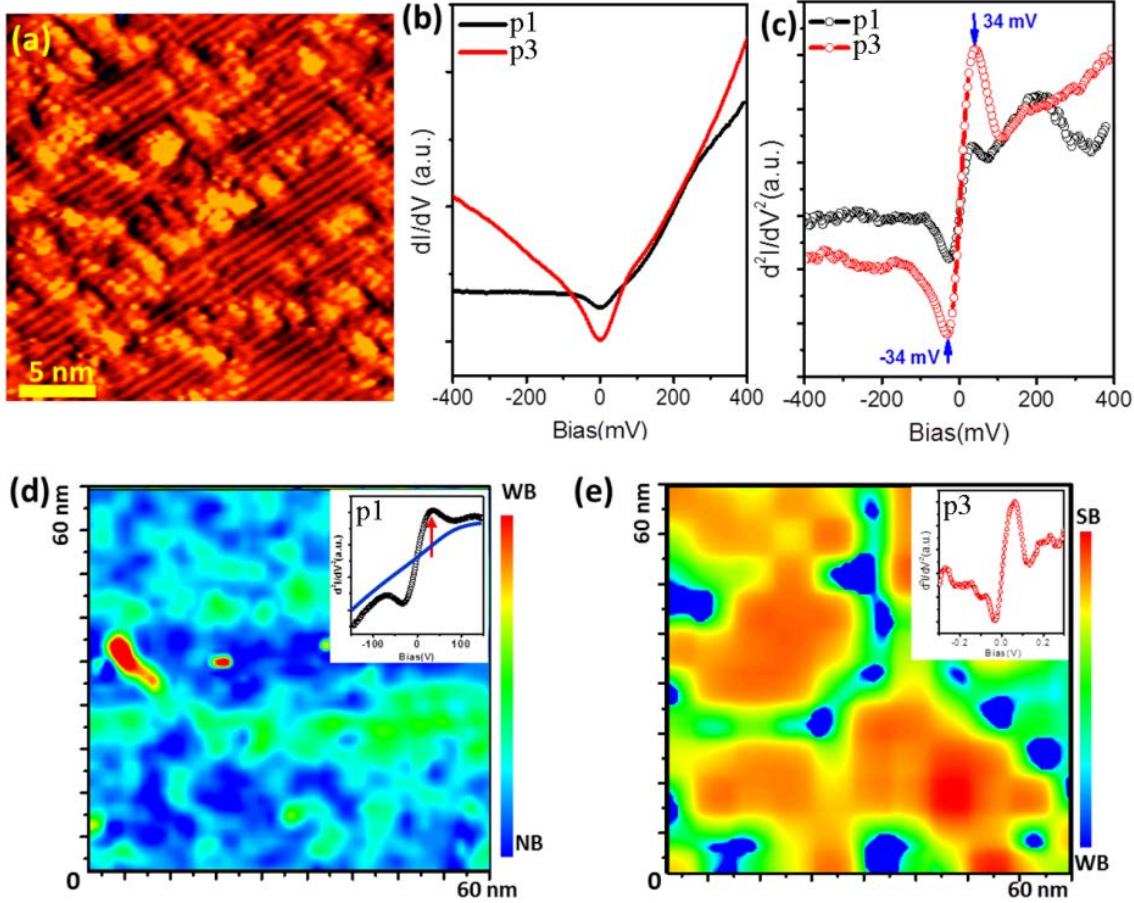 (a)
5 nm
(b)
p1
p3
dI/dV (a.u.)
-400 -200 0 200 400
Bias(mV)
(c)
p1
p3
34 mV
-34 mV
d²I/dV²(a.u.)
-400 -200 0 200 400
Bias(mV)
(d)
60 nm
p1
d²I/dV²(a.u.)
-100 0 100
Bias(V)
WB
NB
0
60 nm
(e)
60 nm
p3
d²I/dV²(a.u.)
-0.2 0.0 0.2
Bias(V)
SB
WB
0
60 nm